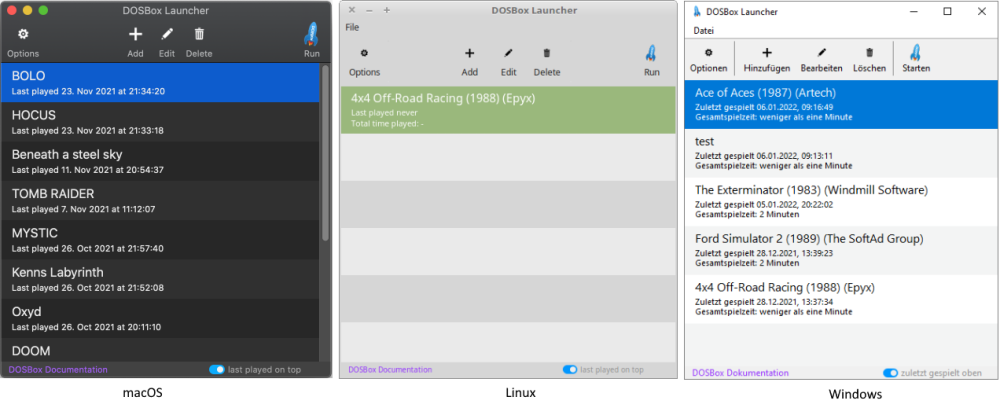 DOSBox Launcher
Options Add Edit Delete Run
BOLO
Last played 23. Nov 2021 at 21:34:20
HOCUS
Last played 23. Nov 2021 at 21:33:18
Beneath a steel sky
Last played 11. Nov 2021 at 20:54:37
TOMB RAIDER
Last played 7. Nov 2021 at 11:12:07
MYSTIC
Last played 26. Oct 2021 at 21:57:40
Kenns Labyrinth
Last played 26. Oct 2021 at 21:52:08
Oxyd
Last played 26. Oct 2021 at 20:11:10
DOOM
DOSBox Documentation last played on top
macOS
DOSBox Launcher
File
Options Add Edit Delete Run
4x4 Off-Road Racing (1988) (Epyx)
Last played never
Total time played: -
DOSBox Documentation last played on top
Linux
DOSBox Launcher
Datei
Optionen Hinzufügen Bearbeiten Löschen Starten
Ace of Aces (1987) (Artech)
Zuletzt gespielt 06.01.2022, 09:16:49
Gesamtspielzeit: weniger als eine Minute
test
Zuletzt gespielt 06.01.2022, 09:13:11
Gesamtspielzeit: weniger als eine Minute
The Exterminator (1983) (Windmill Software)
Zuletzt gespielt 05.01.2022, 20:22:02
Gesamtspielzeit: 2 Minuten
Ford Simulator 2 (1989) (The SoftAd Group)
Zuletzt gespielt 28.12.2021, 13:39:23
Gesamtspielzeit: 2 Minuten
4x4 Off-Road Racing (1988) (Epyx)
Zuletzt gespielt 28.12.2021, 13:37:34
Gesamtspielzeit: weniger als eine Minute
DOSBox Dokumentation zuletzt gespielt oben
Windows